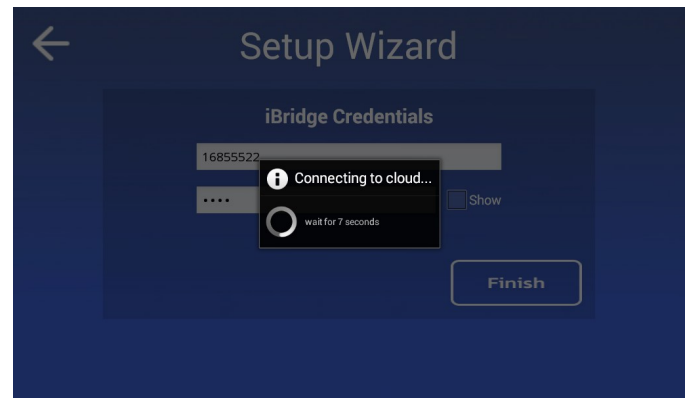 Setup Wizard
iBridge Credentials
16855522
Connecting to cloud...
•••• Show
wait for 7 seconds
Finish